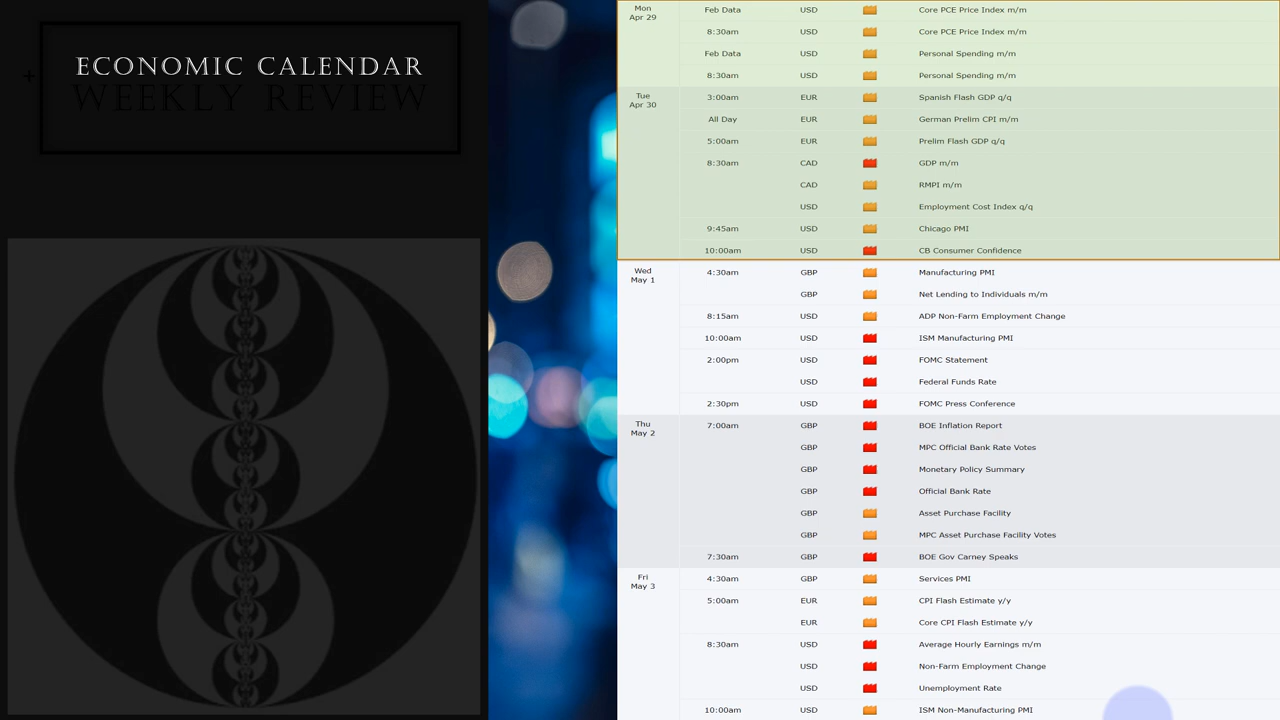 ECONOMIC CALENDAR
WEEKLY REVIEW
Mon
Apr 29
Feb Data USD Core PCE Price Index m/m
8:30am USD Core PCE Price Index m/m
Feb Data USD Personal Spending m/m
8:30am USD Personal Spending m/m
Tue
Apr 30
3:00am EUR Spanish Flash GDP q/q
All Day EUR German Prelim CPI m/m
5:00am EUR Prelim Flash GDP q/q
8:30am CAD GDP m/m
CAD RMPI m/m
USD Employment Cost Index q/q
9:45am USD Chicago PMI
10:00am USD CB Consumer Confidence
Wed
May 1
4:30am GBP Manufacturing PMI
GBP Net Lending to Individuals m/m
8:15am USD ADP Non-Farm Employment Change
10:00am USD ISM Manufacturing PMI
2:00pm USD FOMC Statement
USD Federal Funds Rate
2:30pm USD FOMC Press Conference
Thu
May 2
7:00am GBP BOE Inflation Report
GBP MPC Official Bank Rate Votes
GBP Monetary Policy Summary
GBP Official Bank Rate
GBP Asset Purchase Facility
GBP MPC Asset Purchase Facility Votes
7:30am GBP BOE Gov Carney Speaks
Fri
May 3
4:30am GBP Services PMI
5:00am EUR CPI Flash Estimate y/y
EUR Core CPI Flash Estimate y/y
8:30am USD Average Hourly Earnings m/m
USD Non-Farm Employment Change
USD Unemployment Rate
10:00am USD ISM Non-Manufacturing PMI